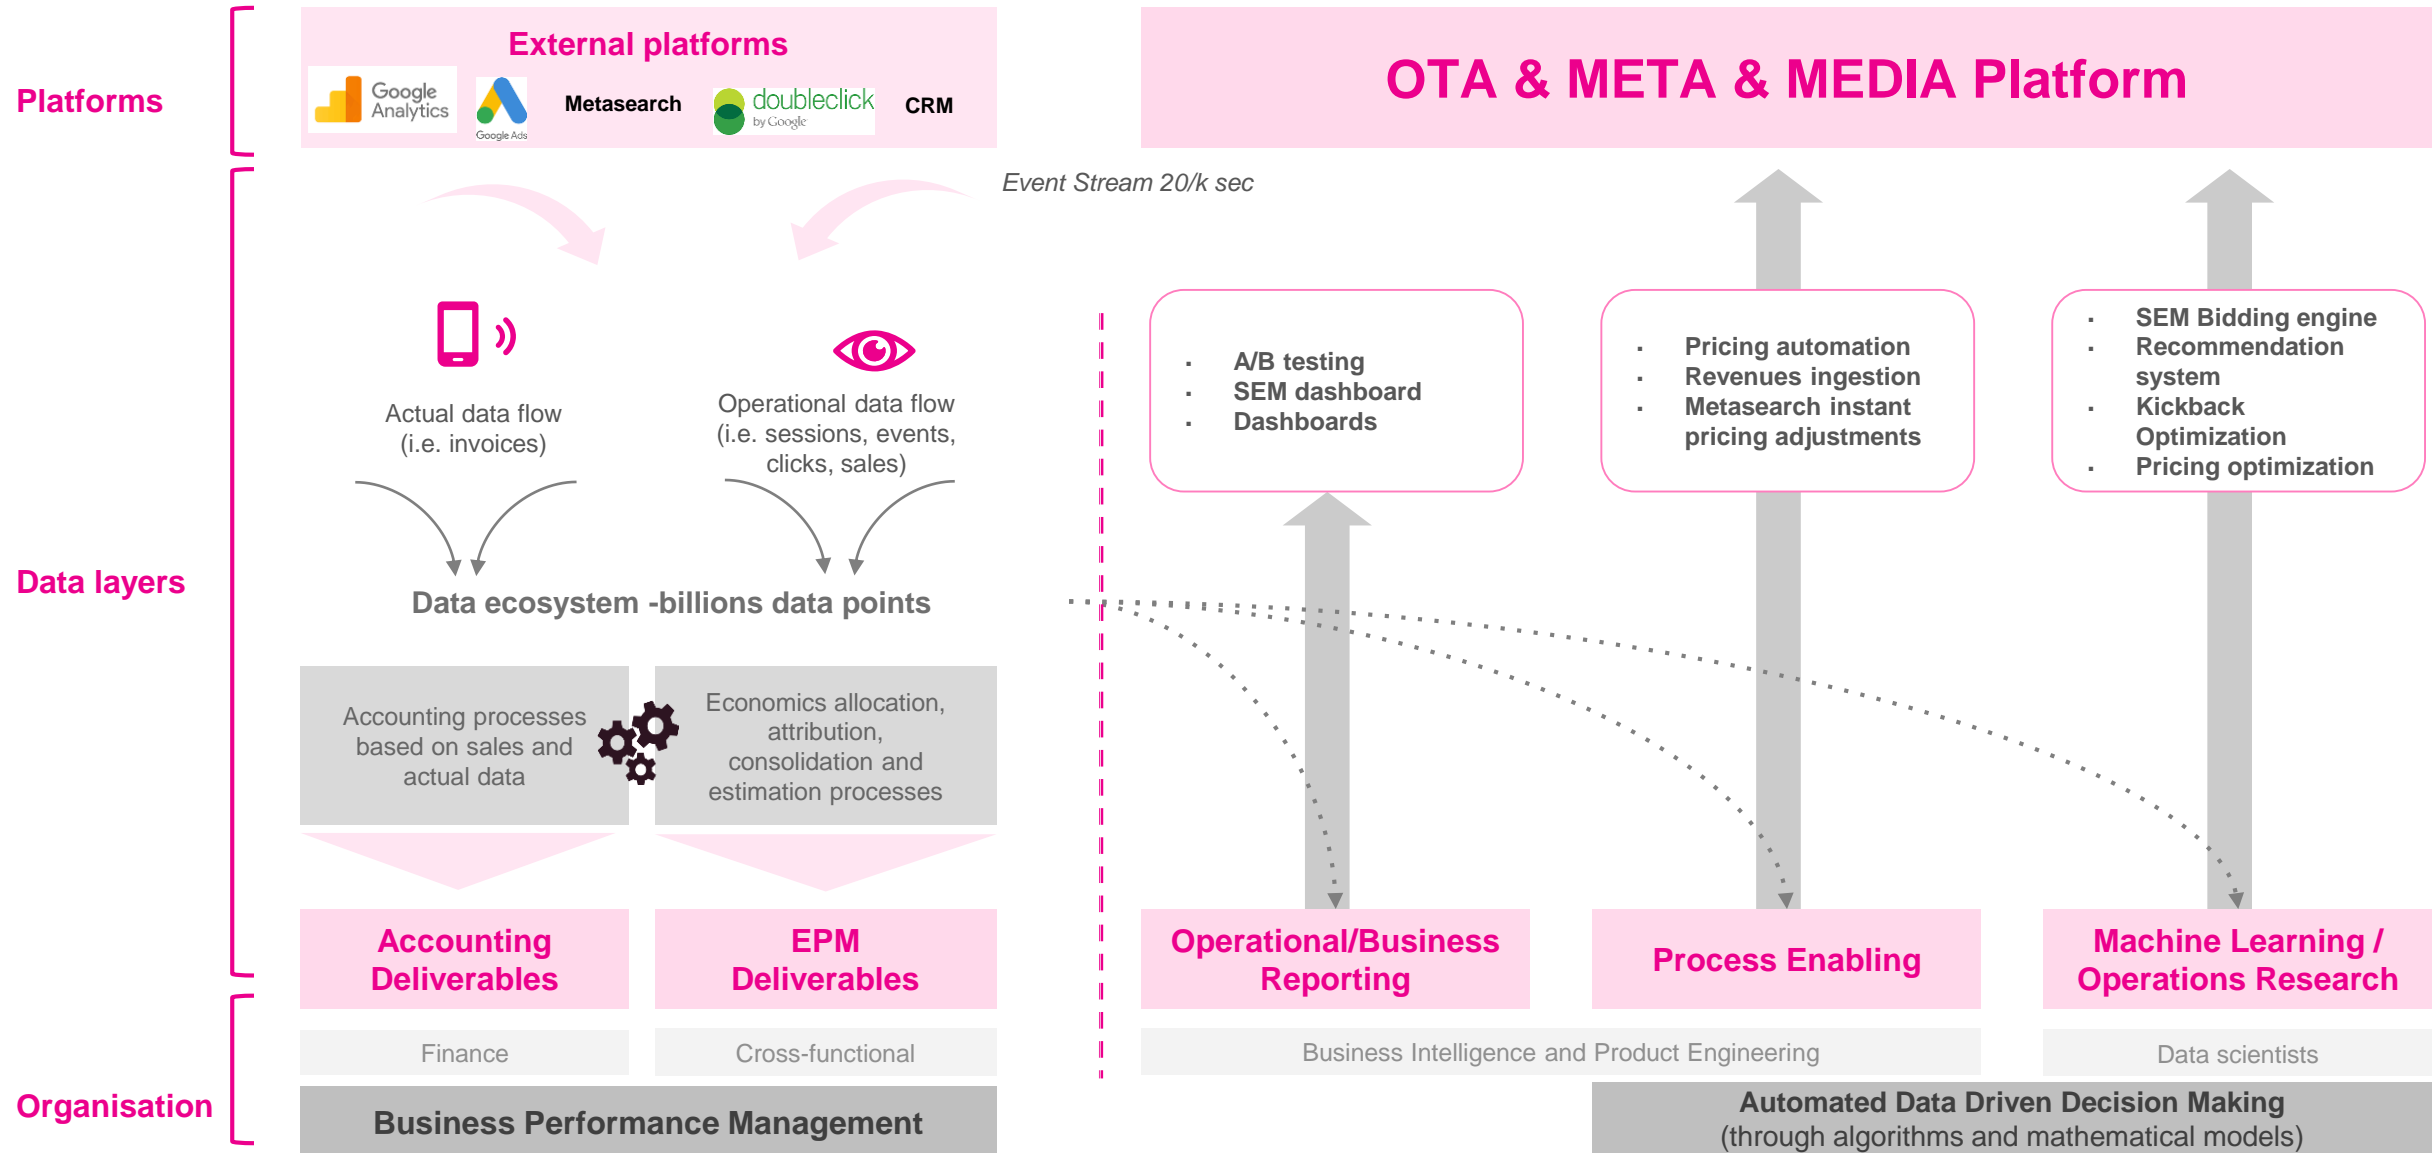 Platforms
External platforms
Google
Analytics
Google Ads
Metasearch
doubleclick
by Google
CRM
OTA & META & MEDIA Platform
Event Stream 20/k sec
Data layers
Actual data flow
(i.e. invoices)
Operational data flow
(i.e. sessions, events,
clicks, sales)
Data ecosystem -billions data points
Accounting processes
based on sales and
actual data
Economics allocation,
attribution,
consolidation and
estimation processes
▪ A/B testing
▪ SEM dashboard
▪ Dashboards
▪ Pricing automation
▪ Revenues ingestion
▪ Metasearch instant
pricing adjustments
▪ SEM Bidding engine
▪ Recommendation
system
▪ Kickback
Optimization
▪ Pricing optimization
Accounting
Deliverables
EPM
Deliverables
Operational/Business
Reporting
Process Enabling
Machine Learning /
Operations Research
Organisation
Finance
Cross-functional
Business Intelligence and Product Engineering
Data scientists
Business Performance Management
Automated Data Driven Decision Making
(through algorithms and mathematical models)